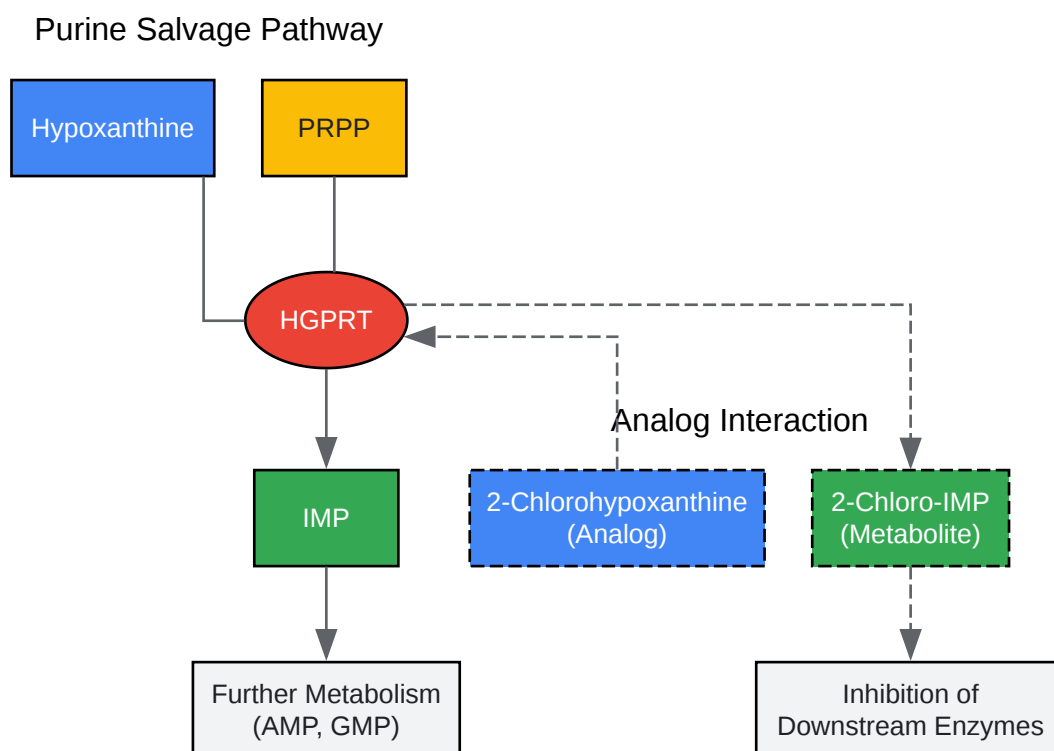 Purine Salvage Pathway
Hypoxanthine
PRPP
HGPRT
Analog Interaction
IMP
2-Chlorohypoxanthine
(Analog)
2-Chloro-IMP
(Metabolite)
Further Metabolism
(AMP, GMP)
Inhibition of
Downstream Enzymes